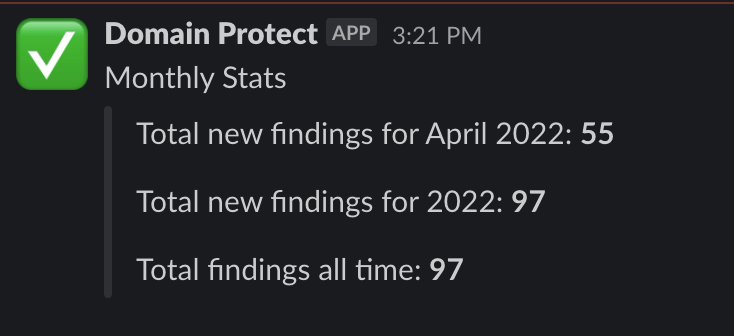 Domain Protect APP 3:21 PM
Monthly Stats
Total new findings for April 2022: 55
Total new findings for 2022: 97
Total findings all time: 97